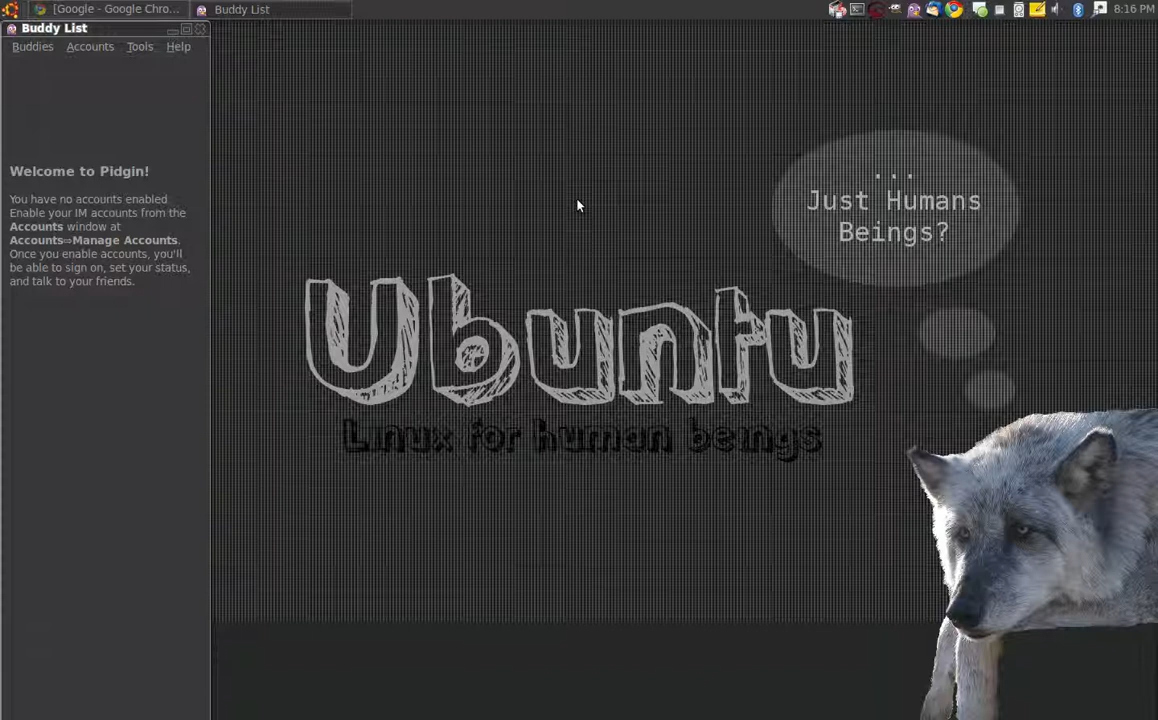 [Google - Google Chro...
Buddy List
8:16 PM
Buddy List
Buddies Accounts Tools Help
Welcome to Pidgin!
You have no accounts enabled
Enable your IM accounts from the
Accounts window at
Accounts⇨Manage Accounts.
Once you enable accounts, you'll
be able to sign on, set your status,
and talk to your friends.
...
Just Humans
Beings?
Ubuntu
Linux for human beings